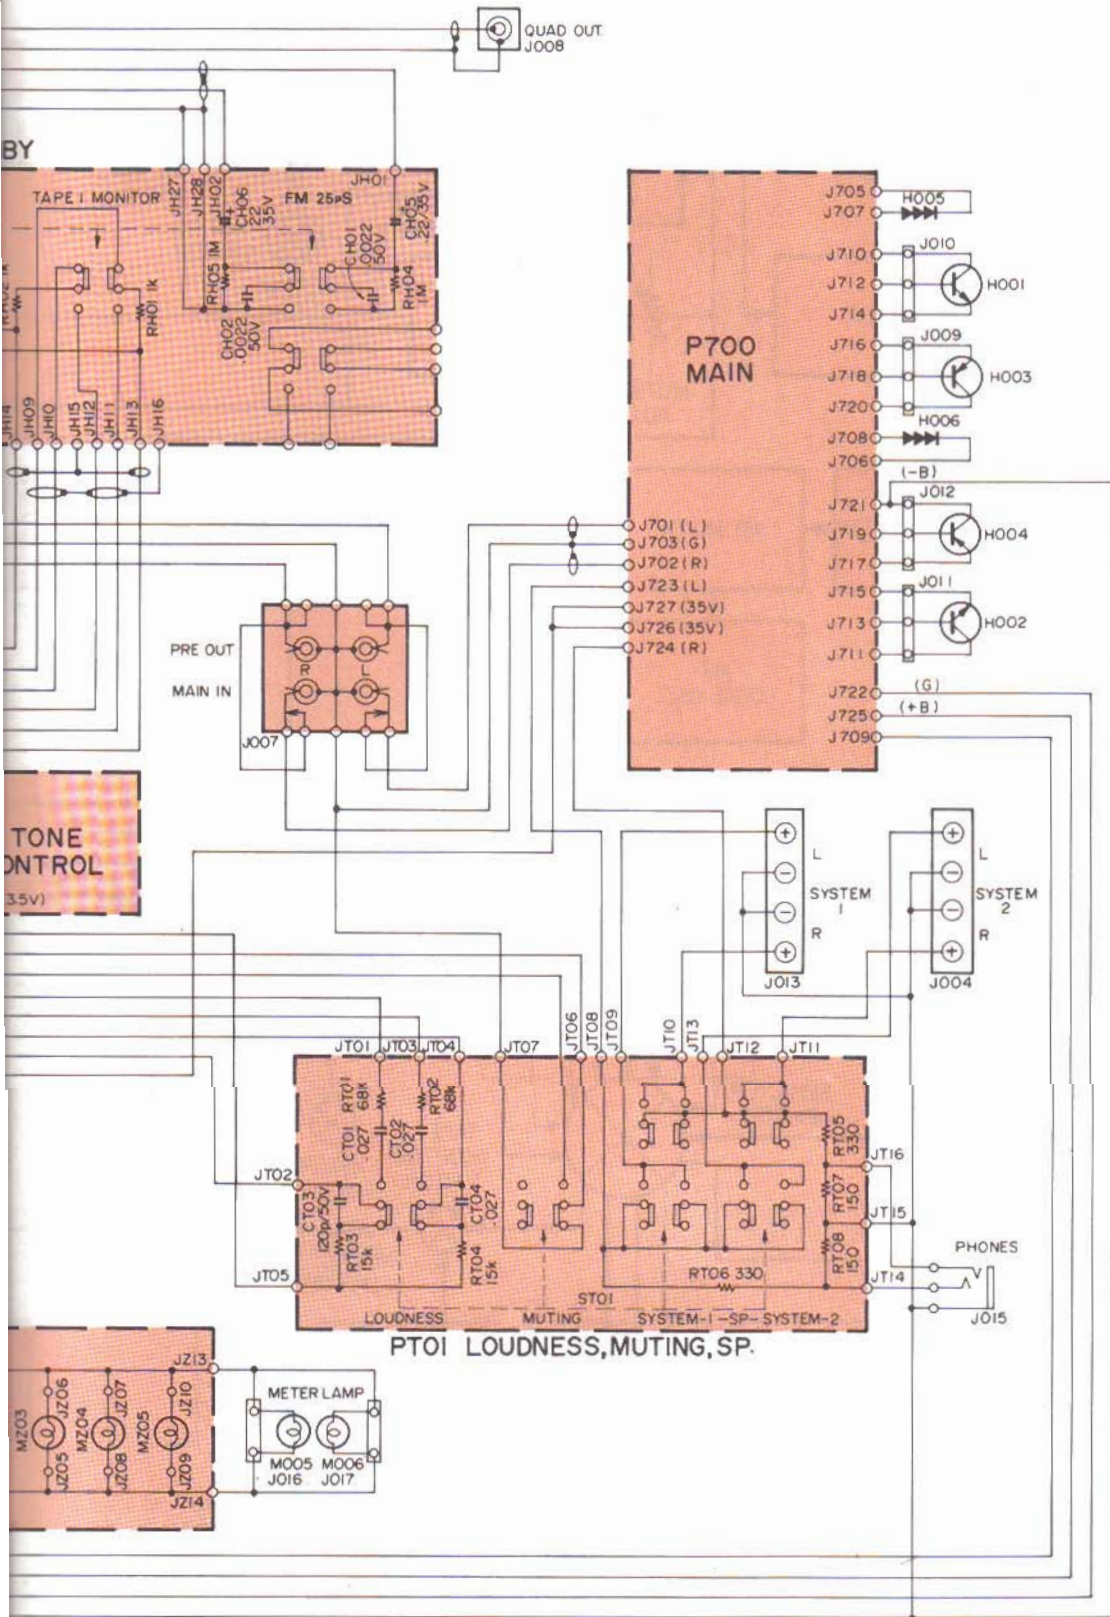 QUAD OUT.
J008
BY
TAPE 1 MONITOR
JH27
JH28
JH02
CH06
22
35V
FM 25µS
JH01
CH05
.22/35V
CH01
.0022
50V
RH05 1M
RH04
1M
RH02 1k
RH01 1k
CH02
.0022
50V
JH14
JH09
JH10
JH15
JH12
JH11
JH13
JH16
P700
MAIN
J705
J707
H005
J710
J712
J714
J010
H001
J716
J718
J720
J009
H003
J708
J706
H006
(-B)
J721
J719
J717
J012
H004
J715
J713
J711
J011
H002
J722
(G)
J725
(+B)
J709
J701 (L)
J703 (G)
J702 (R)
J723 (L)
J727 (35V)
J726 (35V)
J724 (R)
PRE OUT
R L
MAIN IN
J007
TONE
ONTROL
35V)
L
SYSTEM
1
R
J013
L
SYSTEM
2
R
J004
JT01
JT03
JT04
JT07
JT06
JT08
JT09
JT10
JT13
JT12
JT11
RT01
68k
RT02
68k
CT01
.027
CT02
.027
JT02
CT03
120p/50V
CT04
.027
RT03
15k
RT04
15k
JT05
RT05
330
JT16
RT07
150
JT15
RT08
150
RT06 330
JT14
ST01
LOUDNESS MUTING SYSTEM-1-SP-SYSTEM-2
PT01 LOUDNESS, MUTING, SP.
PHONES
J015
JZ13
MZ03
JZ06
JZ05
MZ04
JZ07
JZ08
MZ05
JZ10
JZ09
JZ14
METER LAMP
M005 M006
J016 J017